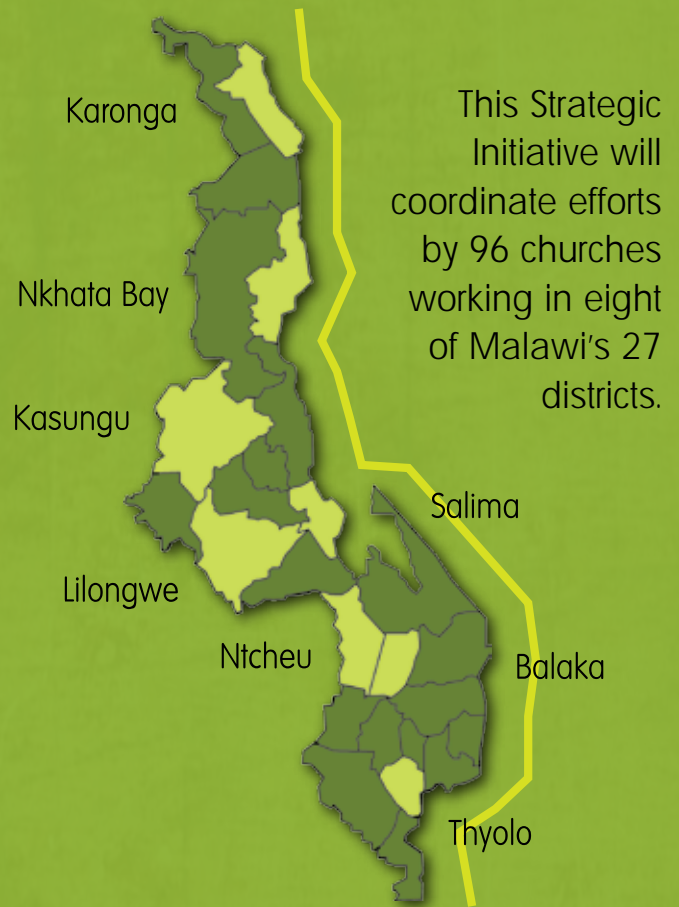 Karonga
This Strategic
Initiative will
coordinate efforts
by 96 churches
working in eight
of Malawi's 27
districts.
Nkhata Bay
Kasungu
Salima
Lilongwe
Ntcheu
Balaka
Thyolo